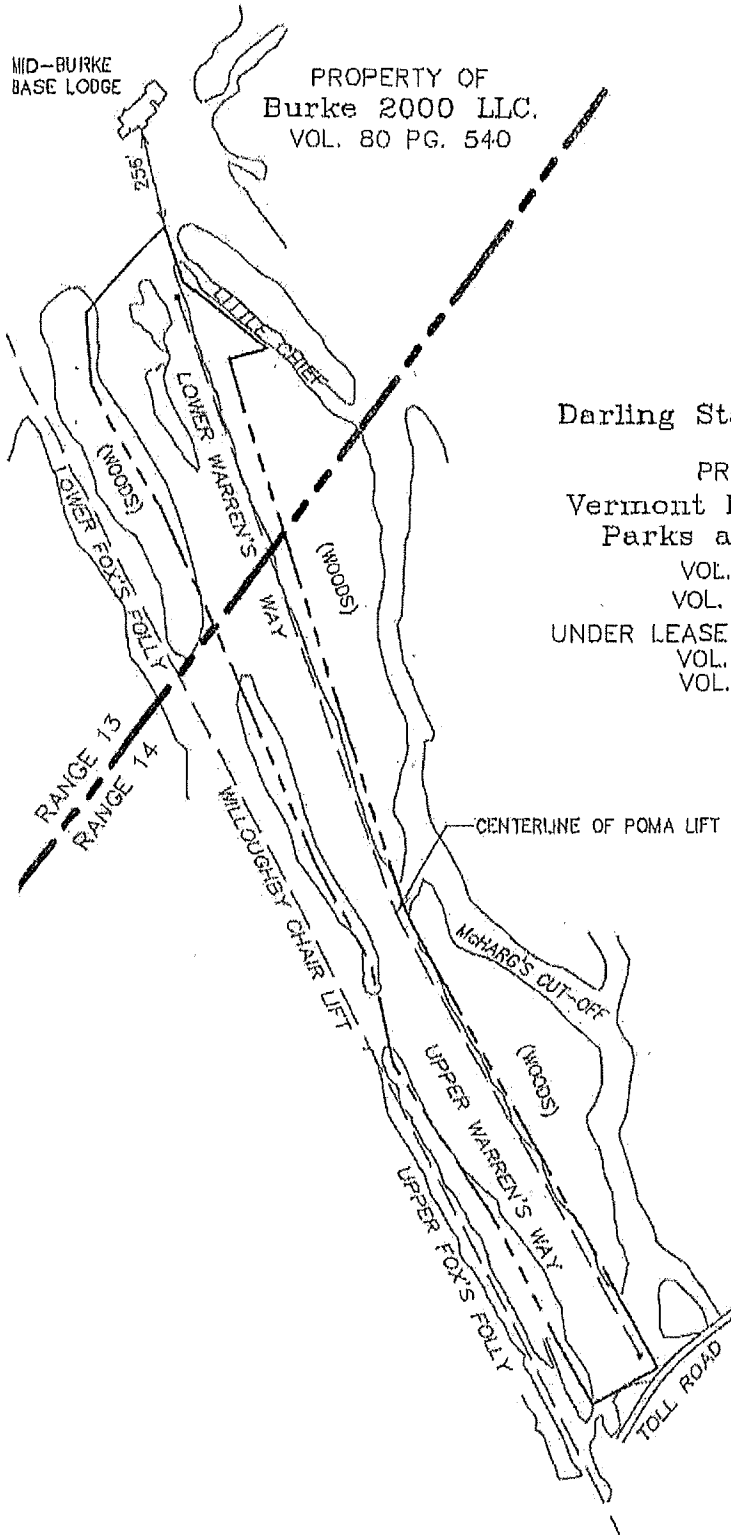 MID-BURKE
BASE LODGE
PROPERTY OF
Burke 2000 LLC.
VOL. 80 PG. 540
256'
LITTLE CHIEF
LOWER WARREN'S
WAY
(WOODS)
LOWER FOX'S FOLLY
(WOODS)
Darling Sta
PR
Vermont
Parks a
VOL.
VOL.
UNDER LEASE
VOL.
VOL.
RANGE 13
RANGE 14
WILLOUGHBY CHAIR LIFT
CENTERLINE OF POMA LIFT
McHARG'S CUT-OFF
(WOODS)
UPPER WARREN'S WAY
UPPER FOX'S FOLLY
TOLL ROAD